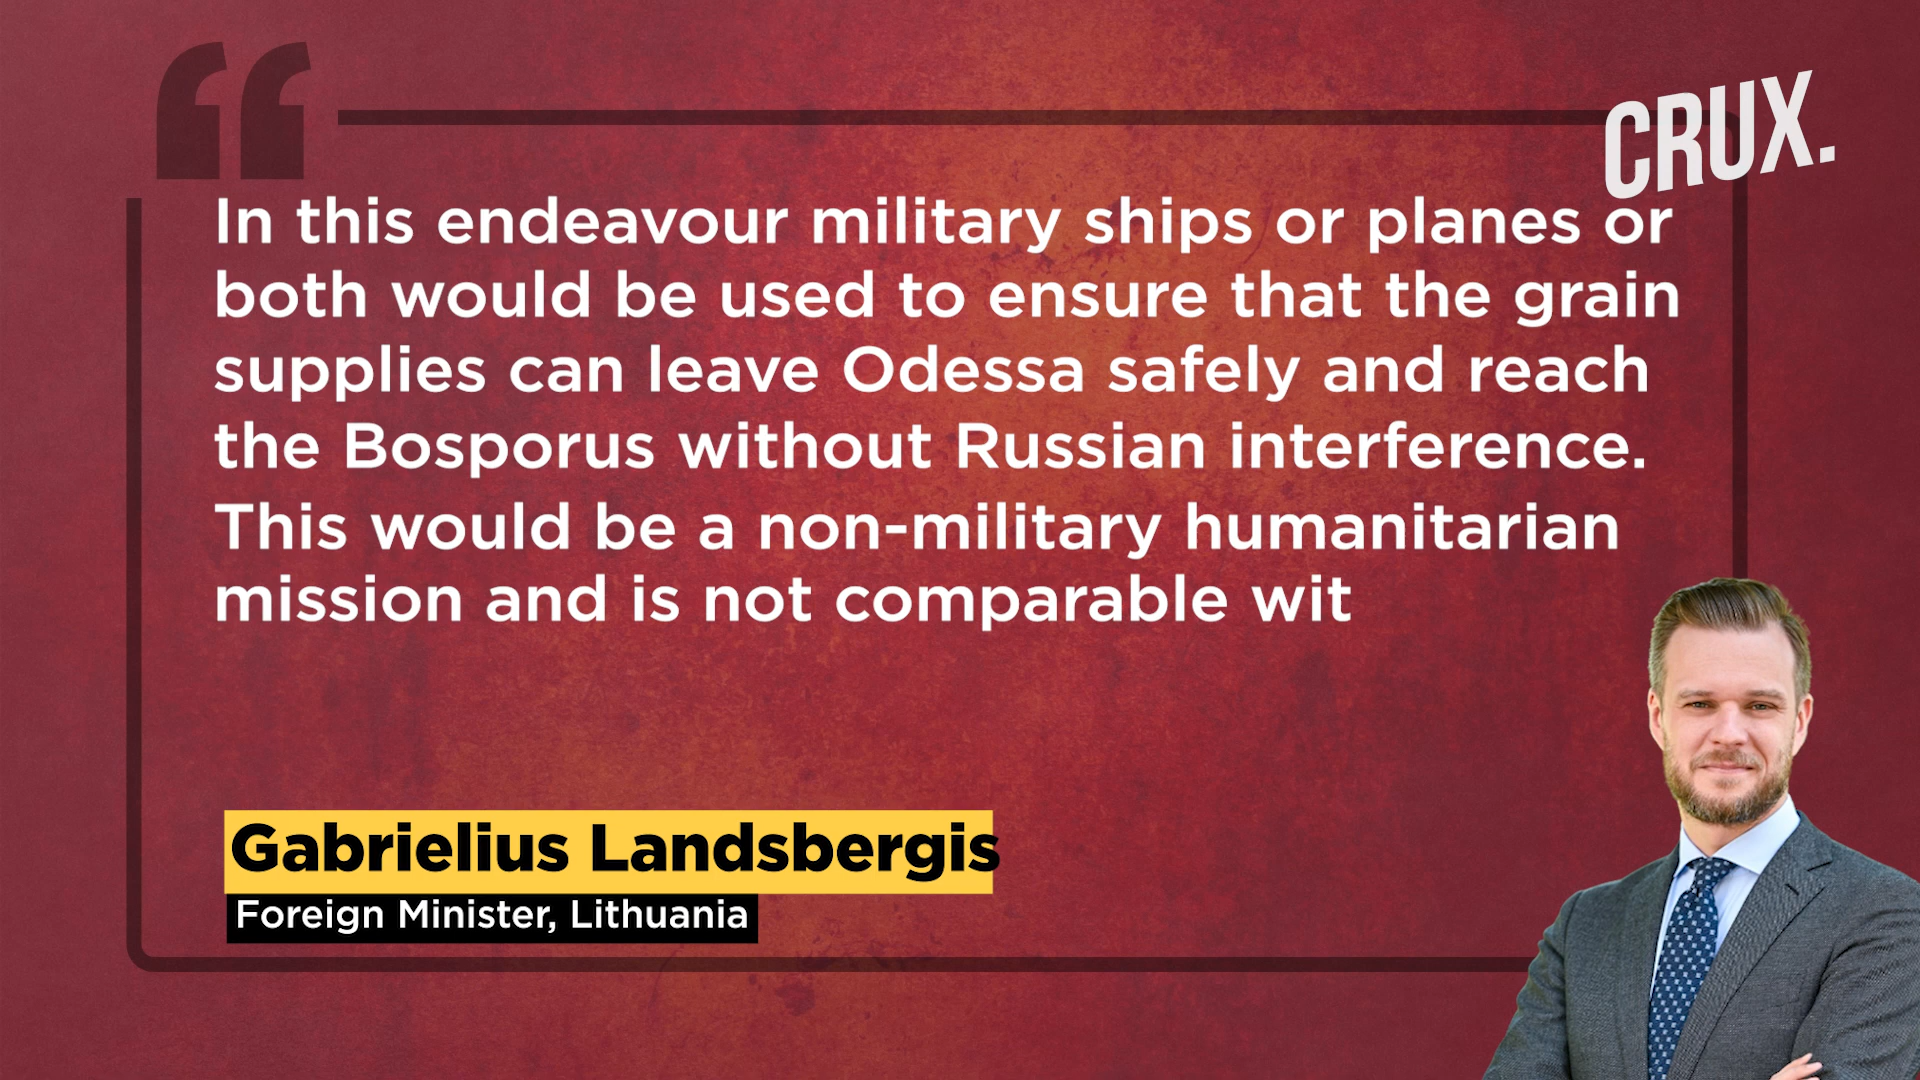 CRUX.
In this endeavour military ships or planes or
both would be used to ensure that the grain
supplies can leave Odessa safely and reach
the Bosporus without Russian interference.
This would be a non-military humanitarian
mission and is not comparable wit
Gabrielius Landsbergis
Foreign Minister, Lithuania